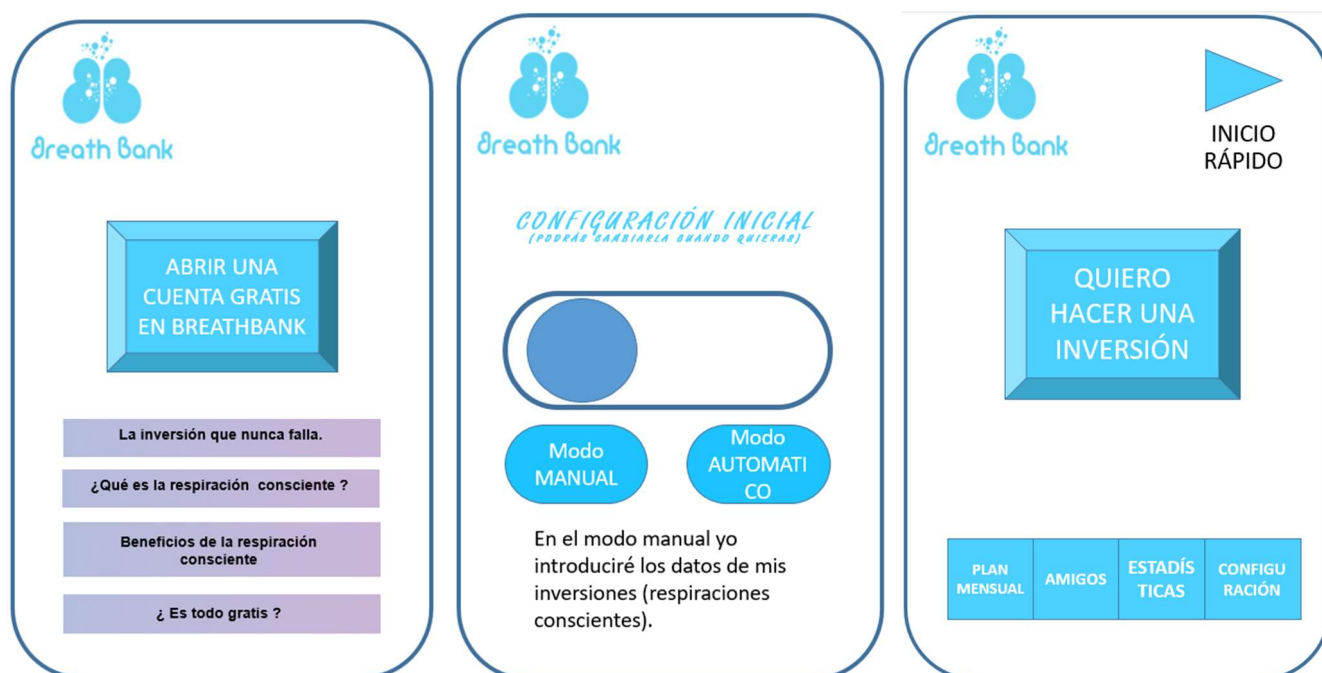 Breath Bank
ABRIR UNA
CUENTA GRATIS
EN BREATHBANK
La inversión que nunca falla.
¿Qué es la respiración consciente ?
Beneficios de la respiración
consciente
¿ Es todo gratis ?
Breath Bank
CONFIGURACIÓN INICIAL
(PODRÁS CAMBIARLA CUANDO QUIERAS)
Modo
MANUAL
Modo
AUTOMATI
CO
En el modo manual yo
introduciré los datos de mis
inversiones (respiraciones
conscientes).
Breath Bank
INICIO
RÁPIDO
QUIERO
HACER UNA
INVERSIÓN
PLAN
MENSUAL
AMIGOS
ESTADÍS
TICAS
CONFIGU
RACIÓN